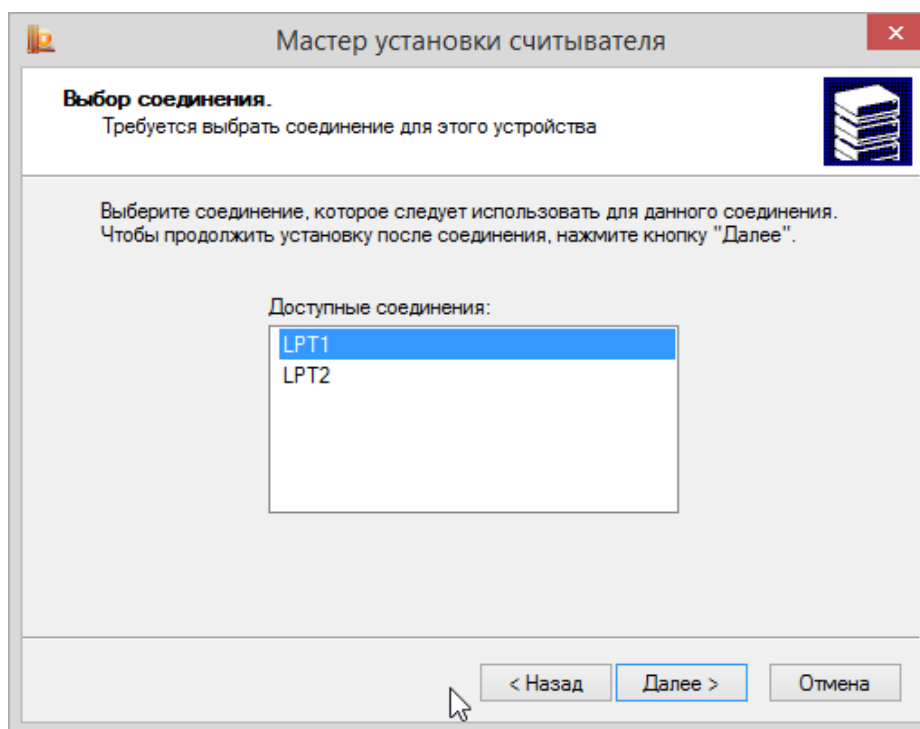 Мастер установки считывателя
Выбор соединения.
Требуется выбрать соединение для этого устройства
Выберите соединение, которое следует использовать для данного соединения.
Чтобы продолжить установку после соединения, нажмите кнопку "Далее".
Доступные соединения:
LPT1
LPT2
< Назад
Далее >
Отмена